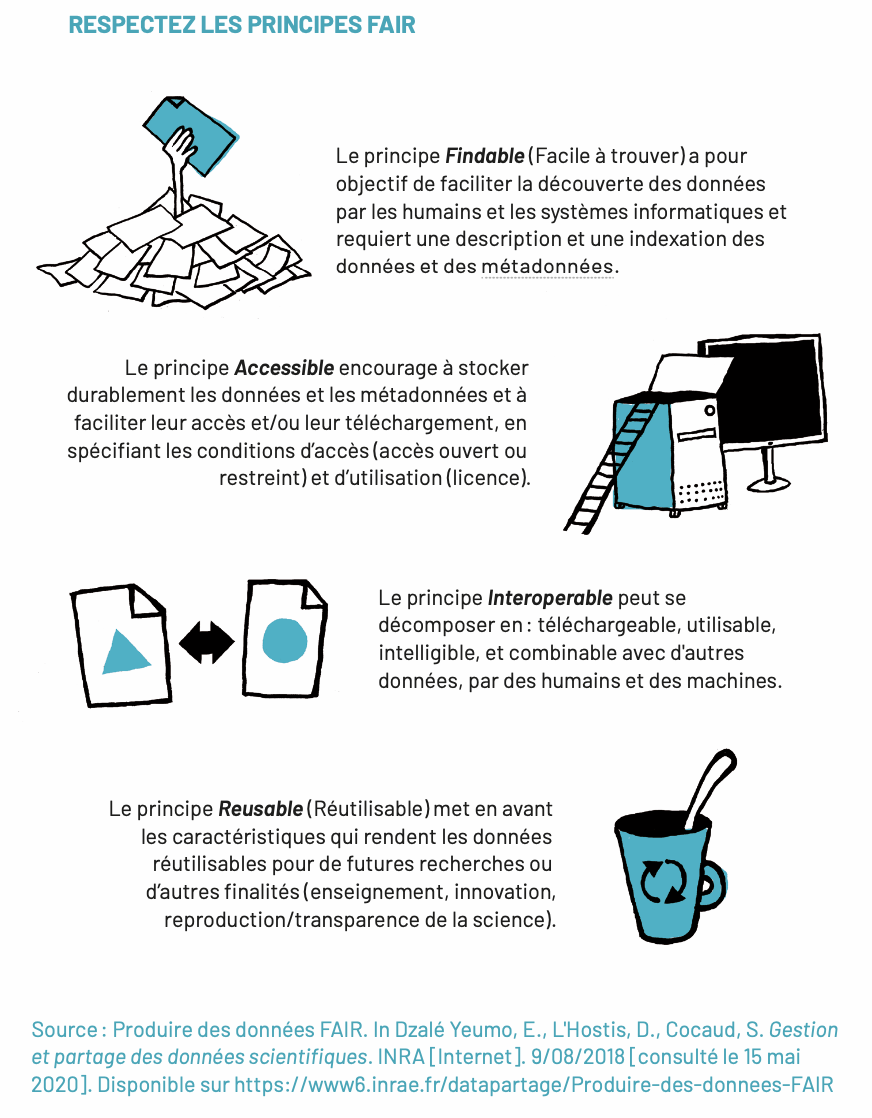 RESPECTEZ LES PRINCIPES FAIR
Le principe Findable (Facile à trouver) a pour
objectif de faciliter la découverte des données
par les humains et les systèmes informatiques et
requiert une description et une indexation des
données et des métadonnées.
Le principe Accessible encourage à stocker
durablement les données et les métadonnées et à
faciliter leur accès et/ou leur téléchargement, en
spécifiant les conditions d’accès (accès ouvert ou
restreint) et d’utilisation (licence).
Le principe Interoperable peut se
décomposer en : téléchargeable, utilisable,
intelligible, et combinable avec d'autres
données, par des humains et des machines.
Le principe Reusable (Réutilisable) met en avant
les caractéristiques qui rendent les données
réutilisables pour de futures recherches ou
d’autres finalités (enseignement, innovation,
reproduction/transparence de la science).
Source : Produire des données FAIR. In Dzalé Yeumo, E., L'Hostis, D., Cocaud, S. Gestion
et partage des données scientifiques. INRA [Internet]. 9/08/2018 [consulté le 15 mai
2020]. Disponible sur https://www6.inrae.fr/datapartage/Produire-des-donnees-FAIR